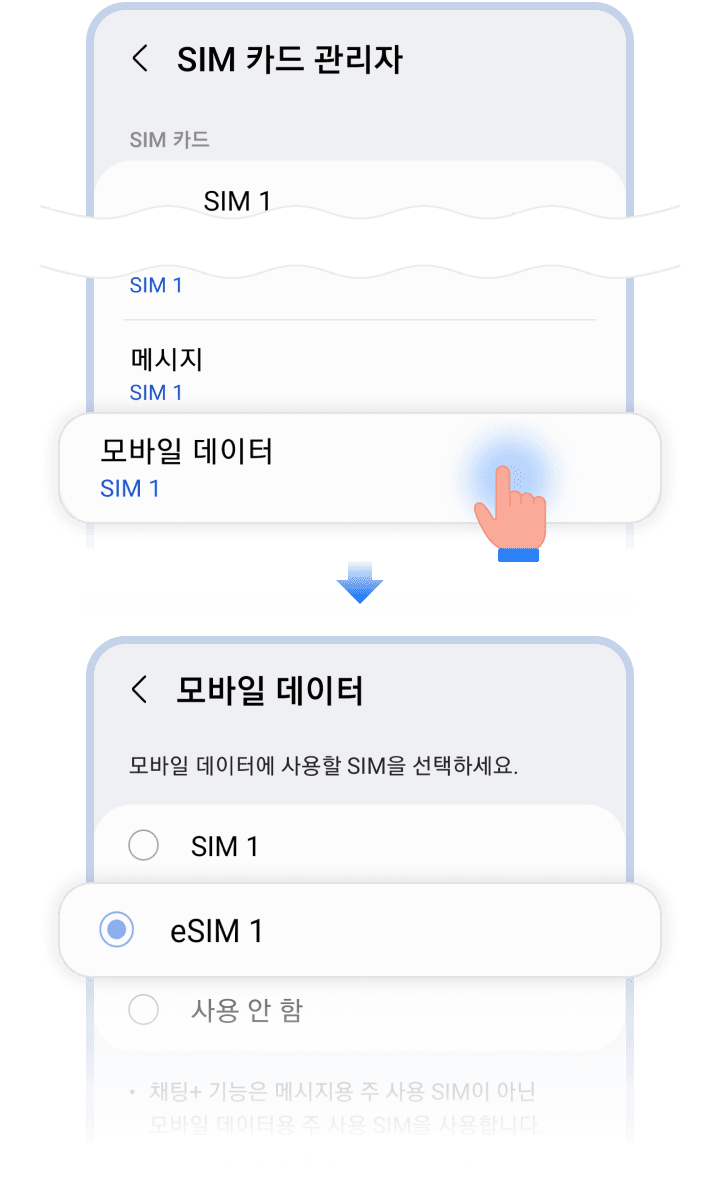 SIM 카드 관리자
SIM 카드
SIM 1
SIM 1
메시지
SIM 1
모바일 데이터
SIM 1
모바일 데이터
모바일 데이터에 사용할 SIM을 선택하세요.
SIM 1
eSIM 1
사용 안 함
• 채팅+ 기능은 메시지용 주 사용 SIM이 아닌
모바일 데이터용 주 사용 SIM을 사용합니다.